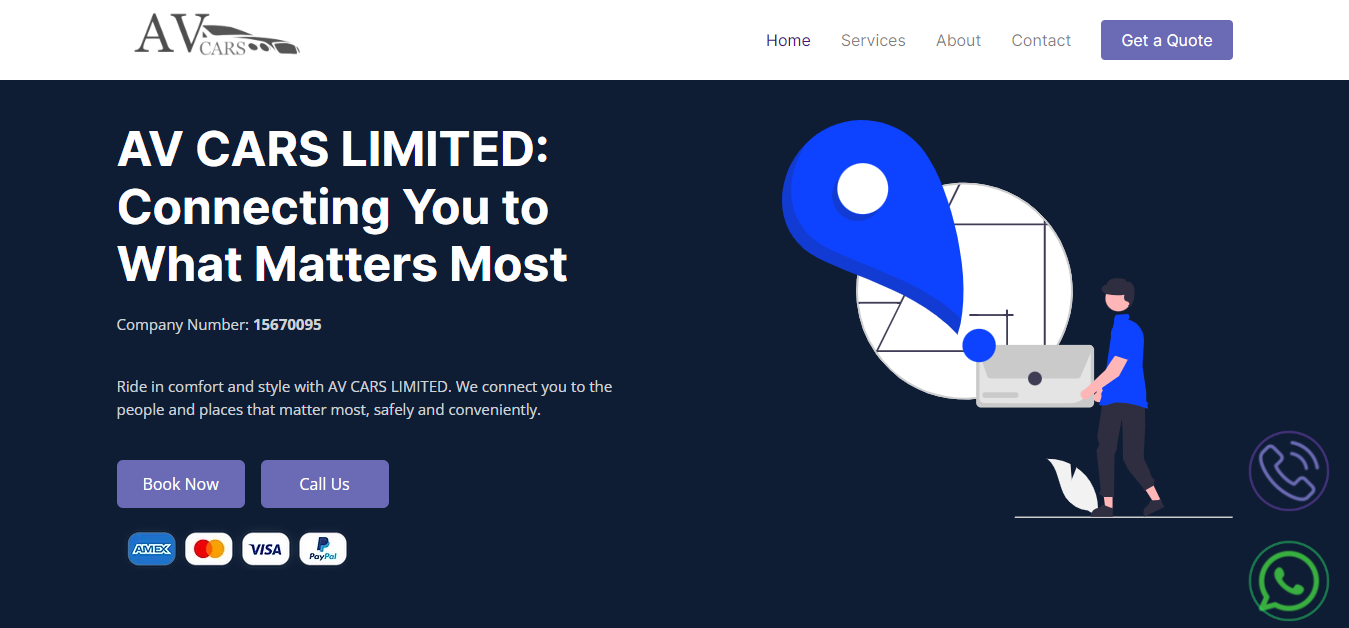 AV CARS
Home Services About Contact Get a Quote
AV CARS LIMITED:
Connecting You to
What Matters Most
Company Number: 15670095
Ride in comfort and style with AV CARS LIMITED. We connect you to the
people and places that matter most, safely and conveniently.
Book Now Call Us
AMEX VISA PayPal